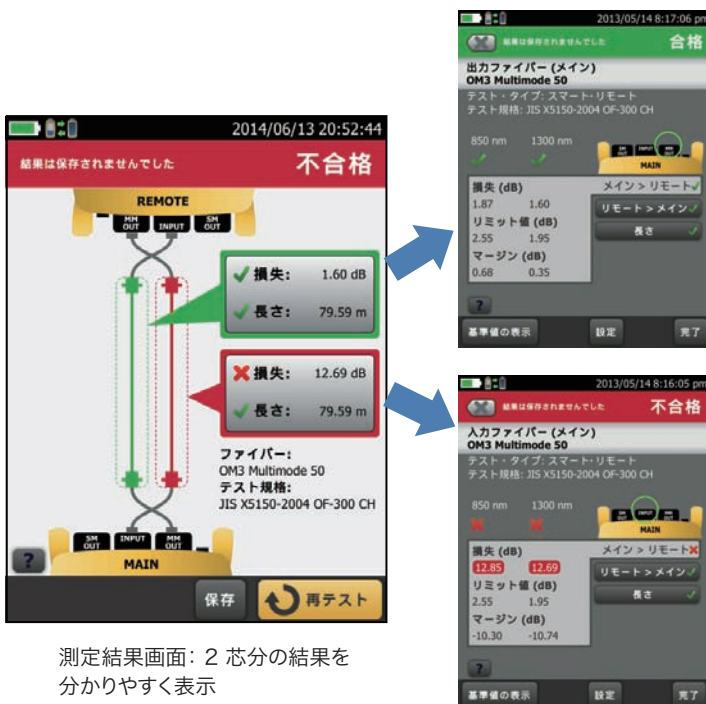 2014/06/13 20:52:44
結果は保存されませんでした
不合格
REMOTE
MM OUT
INPUT
SM OUT
損失: 1.60 dB
長さ: 79.59 m
損失: 12.69 dB
長さ: 79.59 m
ファイバー:
OM3 Multimode 50
テスト規格:
JIS X5150-2004 OF-300 CH
SM OUT
INPUT
MM OUT
MAIN
?
保存
再テスト
測定結果画面: 2 芯分の結果を
分かりやすく表示
2013/05/14 8:17:06 pm
結果は保存されませんでした
合格
出力ファイバー (メイン)
OM3 Multimode 50
テスト・タイプ: スマート・リモート
テスト規格: JIS X5150-2004 OF-300 CH
850 nm 1300 nm
SM OUT
INPUT
MM OUT
MAIN
損失 (dB)
1.87 1.60
リミット値 (dB)
2.55 1.95
マージン (dB)
0.68 0.35
メイン > リモート
リモート > メイン
長さ
?
基準値の表示
設定
完了
2013/05/14 8:16:05 pm
結果は保存されませんでした
不合格
入力ファイバー (メイン)
OM3 Multimode 50
テスト・タイプ: スマート・リモート
テスト規格: JIS X5150-2004 OF-300 CH
850 nm 1300 nm
SM OUT
INPUT
MM OUT
MAIN
損失 (dB)
12.85 12.69
リミット値 (dB)
2.55 1.95
マージン (dB)
-10.30 -10.74
メイン > リモート
リモート > メイン
長さ
?
基準値の表示
設定
完了